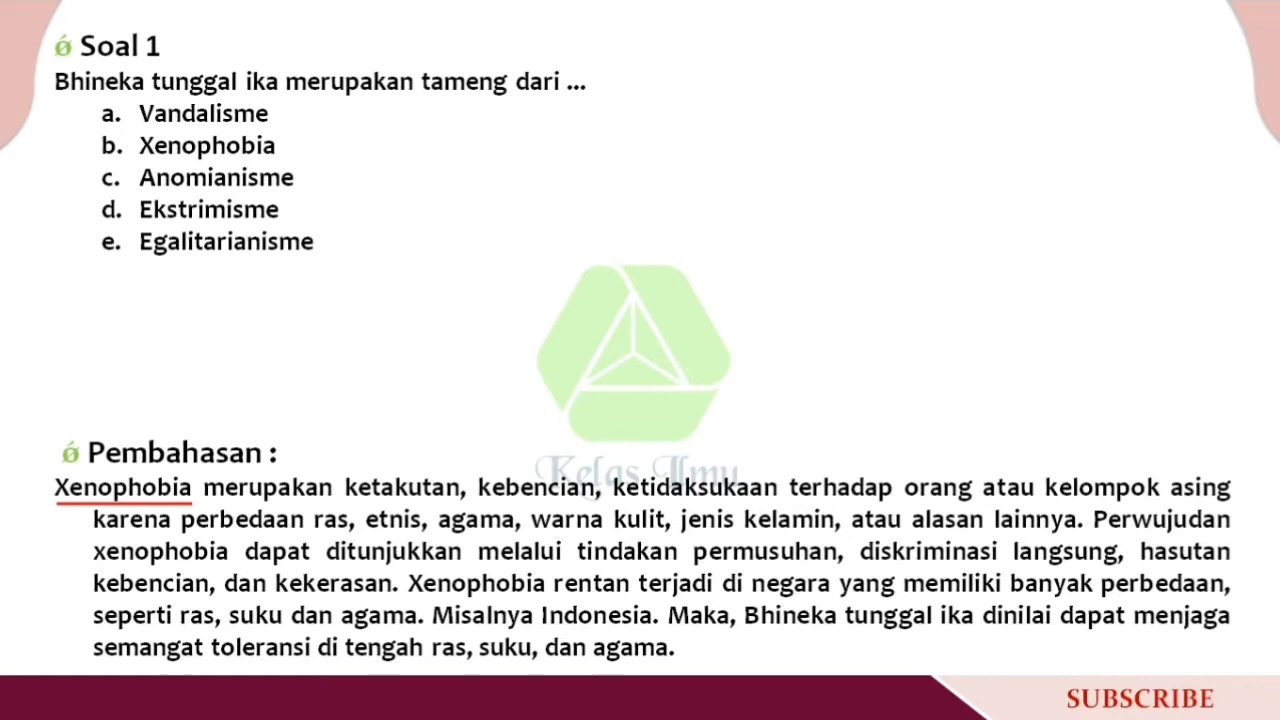 Soal 1
Bhineka tunggal ika merupakan tameng dari ...
a. Vandalisme
b. Xenophobia
c. Anomianisme
d. Ekstrimisme
e. Egalitarianisme
Pembahasan :
Kelas Ilmu
Xenophobia merupakan ketakutan, kebencian, ketidaksukaan terhadap orang atau kelompok asing
karena perbedaan ras, etnis, agama, warna kulit, jenis kelamin, atau alasan lainnya. Perwujudan
xenophobia dapat ditunjukkan melalui tindakan permusuhan, diskriminasi langsung, hasutan
kebencian, dan kekerasan. Xenophobia rentan terjadi di negara yang memiliki banyak perbedaan,
seperti ras, suku dan agama. Misalnya Indonesia. Maka, Bhineka tunggal ika dinilai dapat menjaga
semangat toleransi di tengah ras, suku, dan agama.
SUBSCRIBE